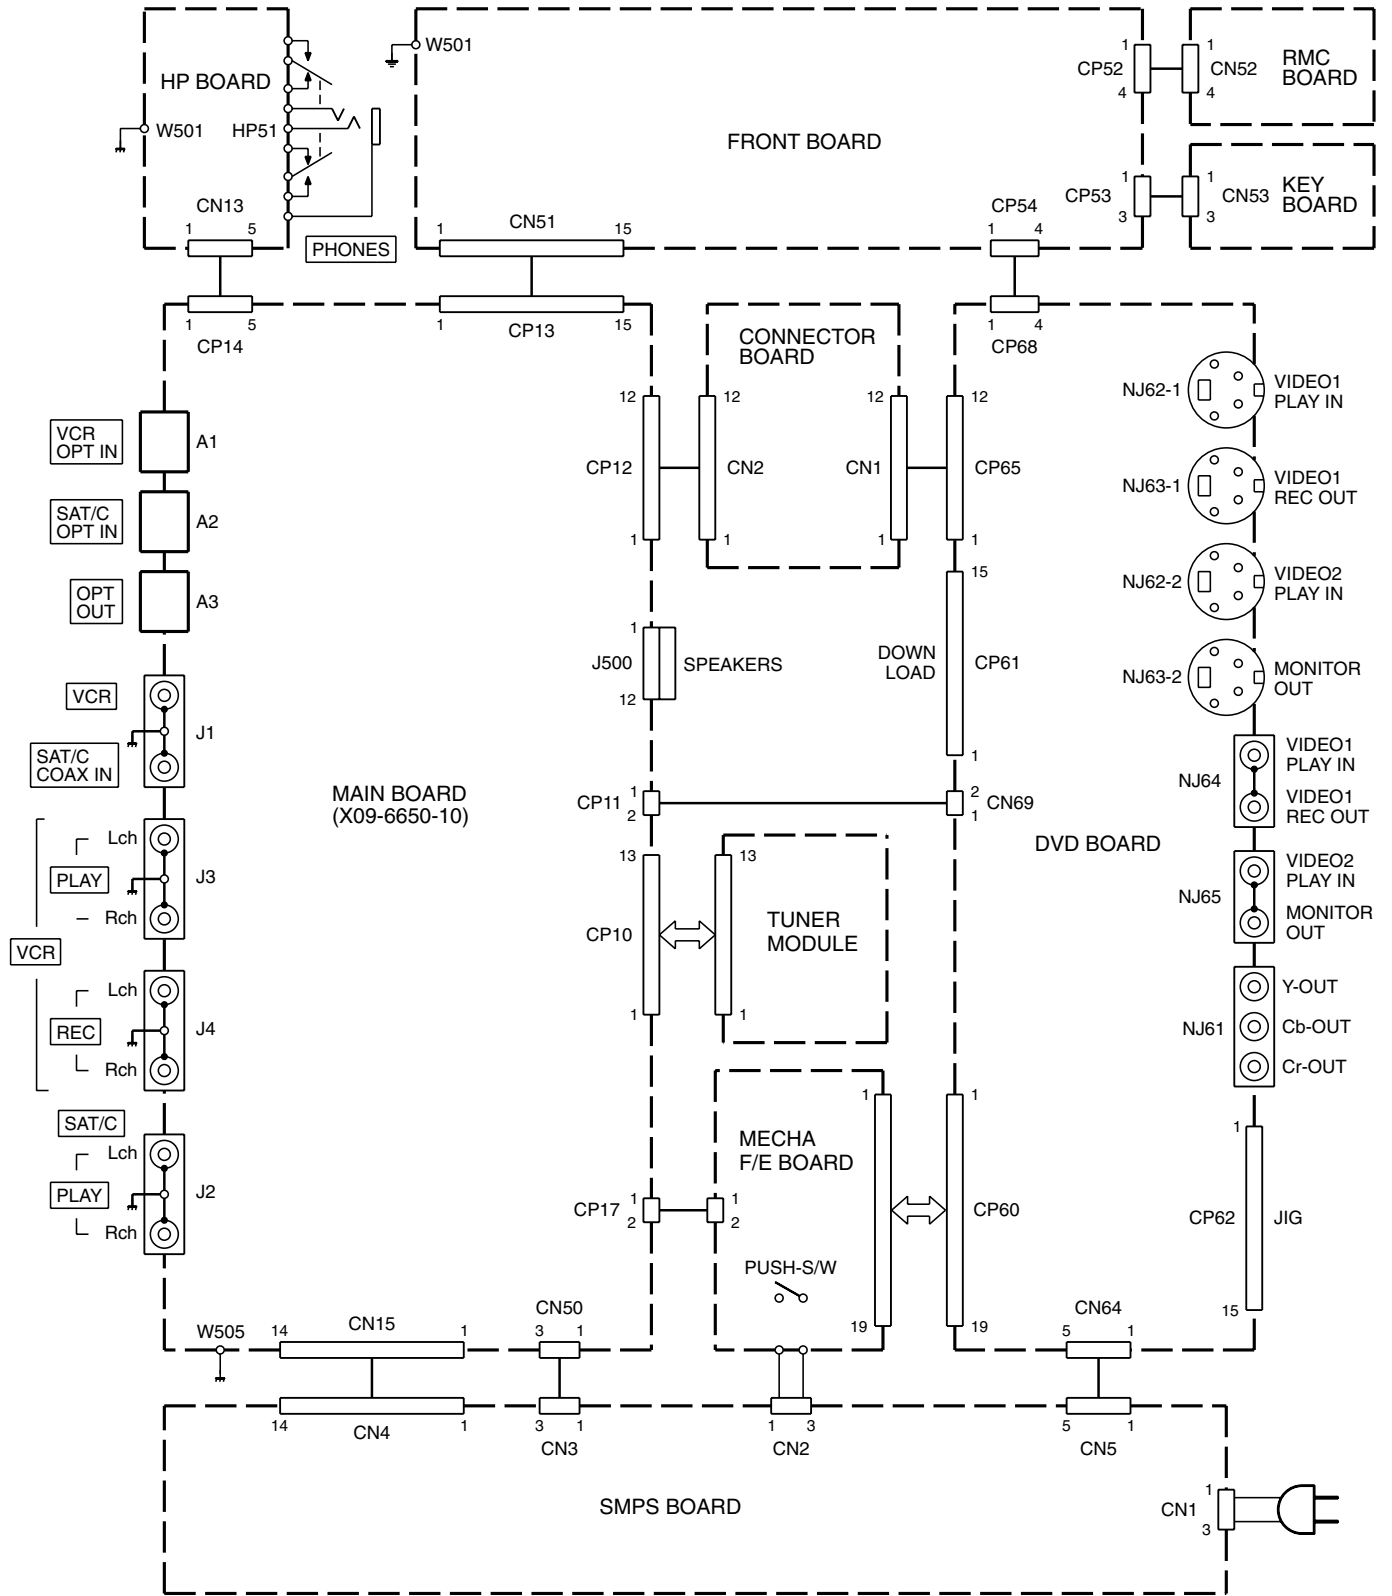 HP BOARD
W501
HP51
CN13
1 5
PHONES
W501
FRONT BOARD
CN51
1 15
CP54
1 4
CP52
1
4
CN52
1
4
RMC
BOARD
CP53
1
3
CN53
1
3
KEY
BOARD
1 5
CP14
1 15
CP13
1 4
CP68
VCR
OPT IN
A1
SAT/C
OPT IN
A2
OPT
OUT
A3
VCR
SAT/C
COAX IN
J1
VCR
Lch
PLAY
Rch
J3
Lch
REC
Rch
J4
SAT/C
Lch
PLAY
Rch
J2
MAIN BOARD
(X09-6650-10)
12
CP12
1
CONNECTOR
BOARD
12
CN2
1
12
CN1
1
12
CP65
1
1
J500
12
SPEAKERS
15
DOWN
LOAD
CP61
1
CP11
1
2
2
1
CN69
13
CP10
1
13
1
TUNER
MODULE
MECHA
F/E BOARD
CP17
1
2
1
2
1
19
1
CP60
19
PUSH-S/W
DVD BOARD
NJ62-1
VIDEO1
PLAY IN
NJ63-1
VIDEO1
REC OUT
NJ62-2
VIDEO2
PLAY IN
NJ63-2
MONITOR
OUT
NJ64
VIDEO1
PLAY IN
VIDEO1
REC OUT
NJ65
VIDEO2
PLAY IN
MONITOR
OUT
NJ61
Y-OUT
Cb-OUT
Cr-OUT
1
CP62
JIG
15
W505
CN15
14 1
CN50
3 1
CN64
5 1
14 1
CN4
3 1
CN3
1 3
CN2
5 1
CN5
SMPS BOARD
CN1
1
3